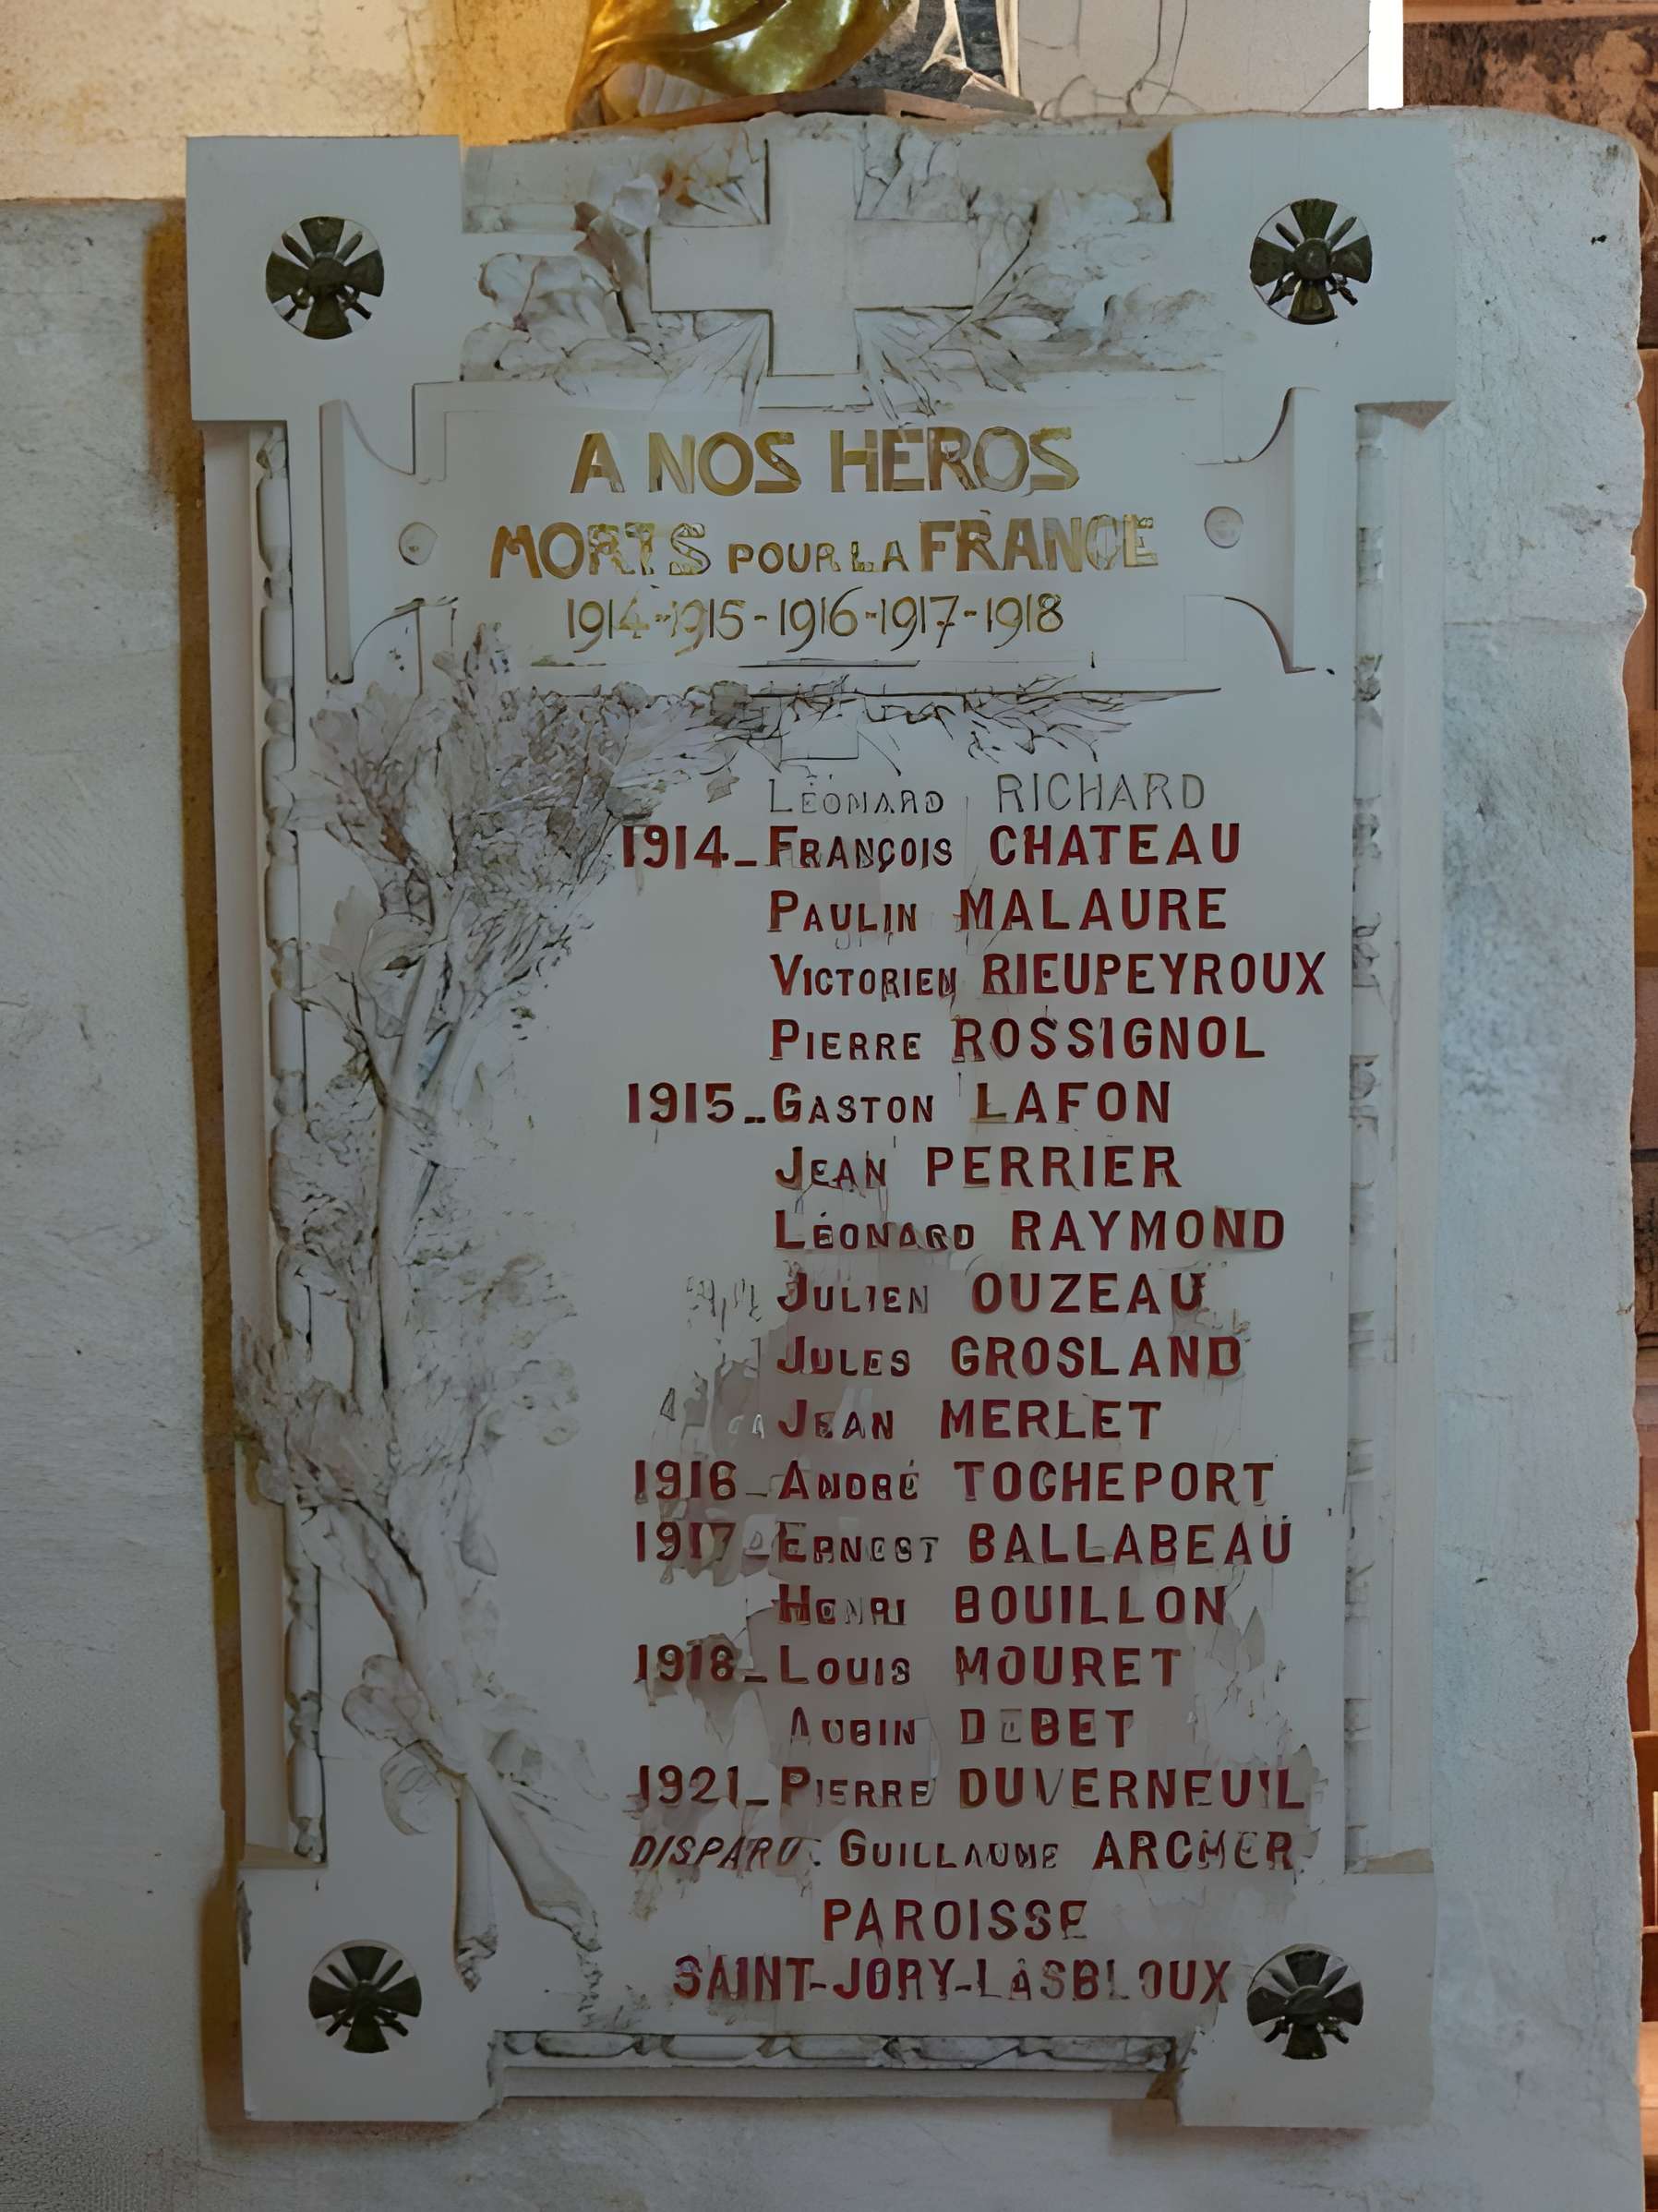 A NOS HÉROS
MORTS POUR LA FRANCE
1914-1915-1916-1917-1918
LÉONARD RICHARD
1914_FRANÇOIS CHATEAU
PAULIN MALAURE
VICTORIEN RIEUPEYROUX
PIERRE ROSSIGNOL
1915_GASTON LAFON
JEAN PERRIER
LÉONARD RAYMOND
JULIEN OUZEAU
JULES GROSLAND
JEAN MERLET
1916_ANDRÉ TOCHEPORT
1917_ERNEST BALLABEAU
HENRI BOUILLON
1918_LOUIS MOURET
AUBIN DEBET
1921_PIERRE DUVERNEUIL
DISPARU: GUILLAUME ARCHER
PAROISSE
SAINT-JORY-LASBLOUX